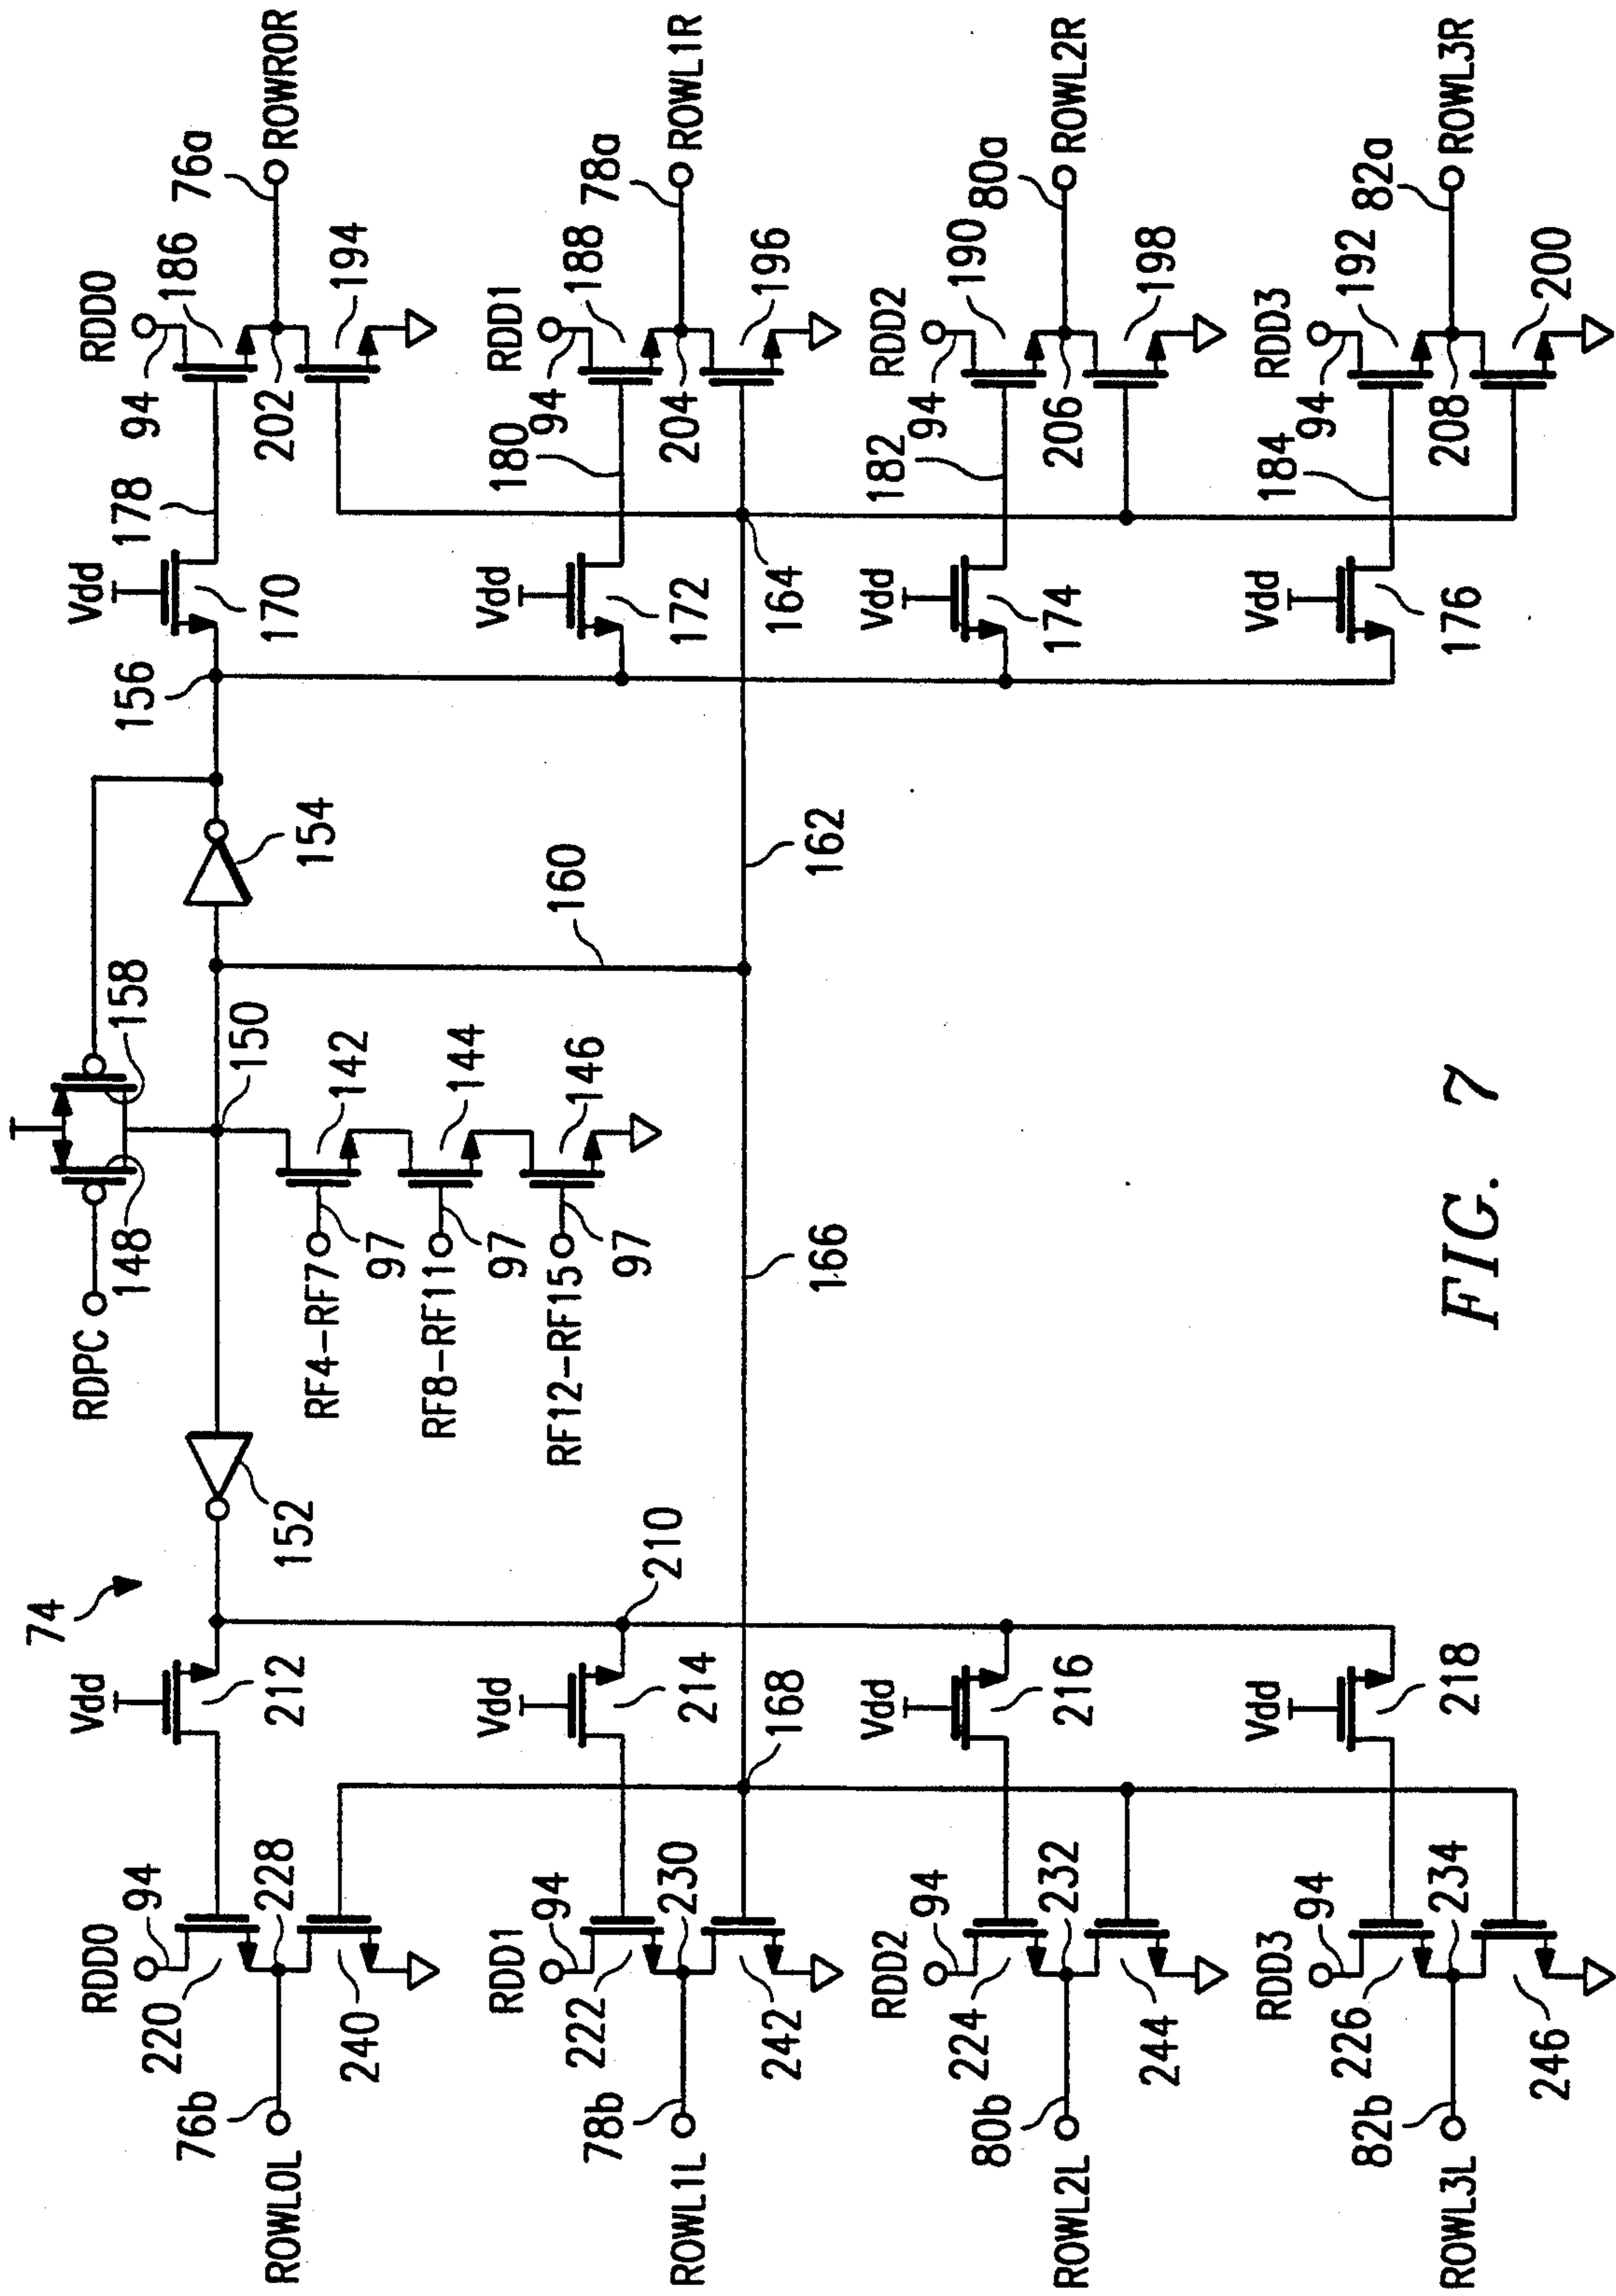 74
RDPC
148
158
150
152
154
156
160
162
166
RF4-RF7
97
142
RF8-RF11
97
144
RF12-RF15
97
146
Vdd
212
RDD0
94
220
228
240
76b
ROWL0L
210
Vdd
214
RDD1
94
222
230
242
78b
ROWL1L
168
Vdd
216
RDD2
94
224
232
244
80b
ROWL2L
Vdd
218
RDD3
94
226
234
246
82b
ROWL3L
Vdd
170
178
RDD0
94
186
202
194
76a
ROWR0R
Vdd
172
180
RDD1
94
188
204
196
78a
ROWL1R
164
Vdd
174
182
RDD2
94
190
206
198
80a
ROWL2R
Vdd
176
184
RDD3
94
192
208
200
82a
ROWL3R
FIG. 7